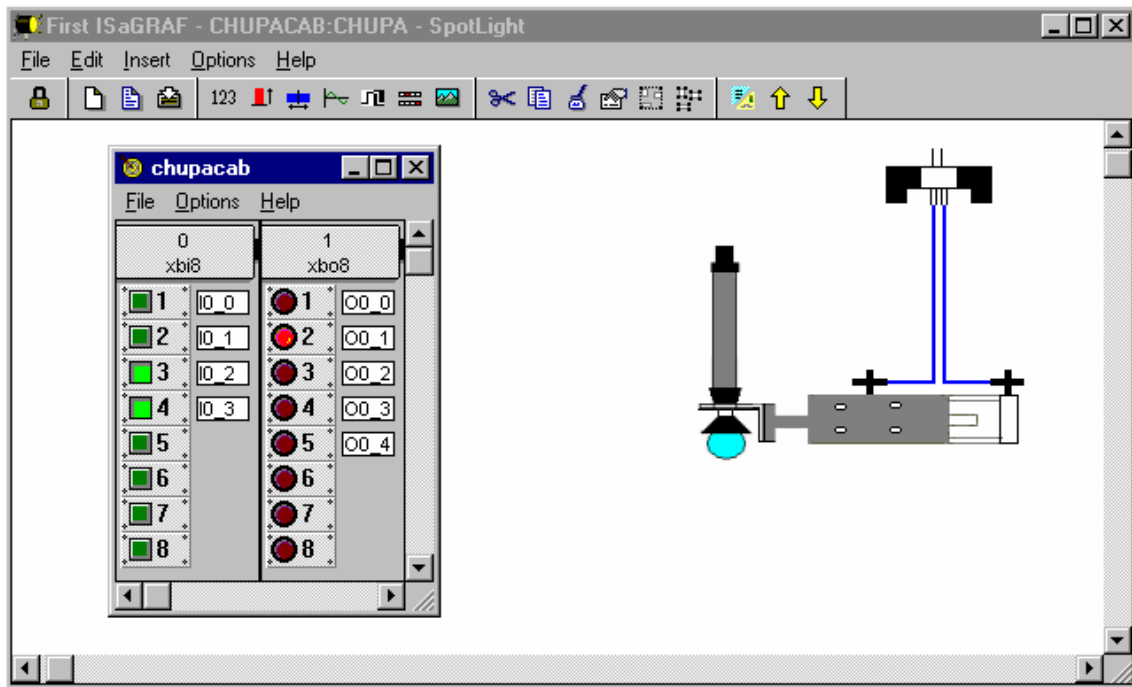 First ISaGRAF - CHUPACAB:CHUPA - SpotLight
File Edit Insert Options Help
123
chupacab
File Options Help
0 1
xbi8 xbo8
1 I0_0 1 O0_0
2 I0_1 2 O0_1
3 I0_2 3 O0_2
4 I0_3 4 O0_3
5 5 O0_4
6 6
7 7
8 8